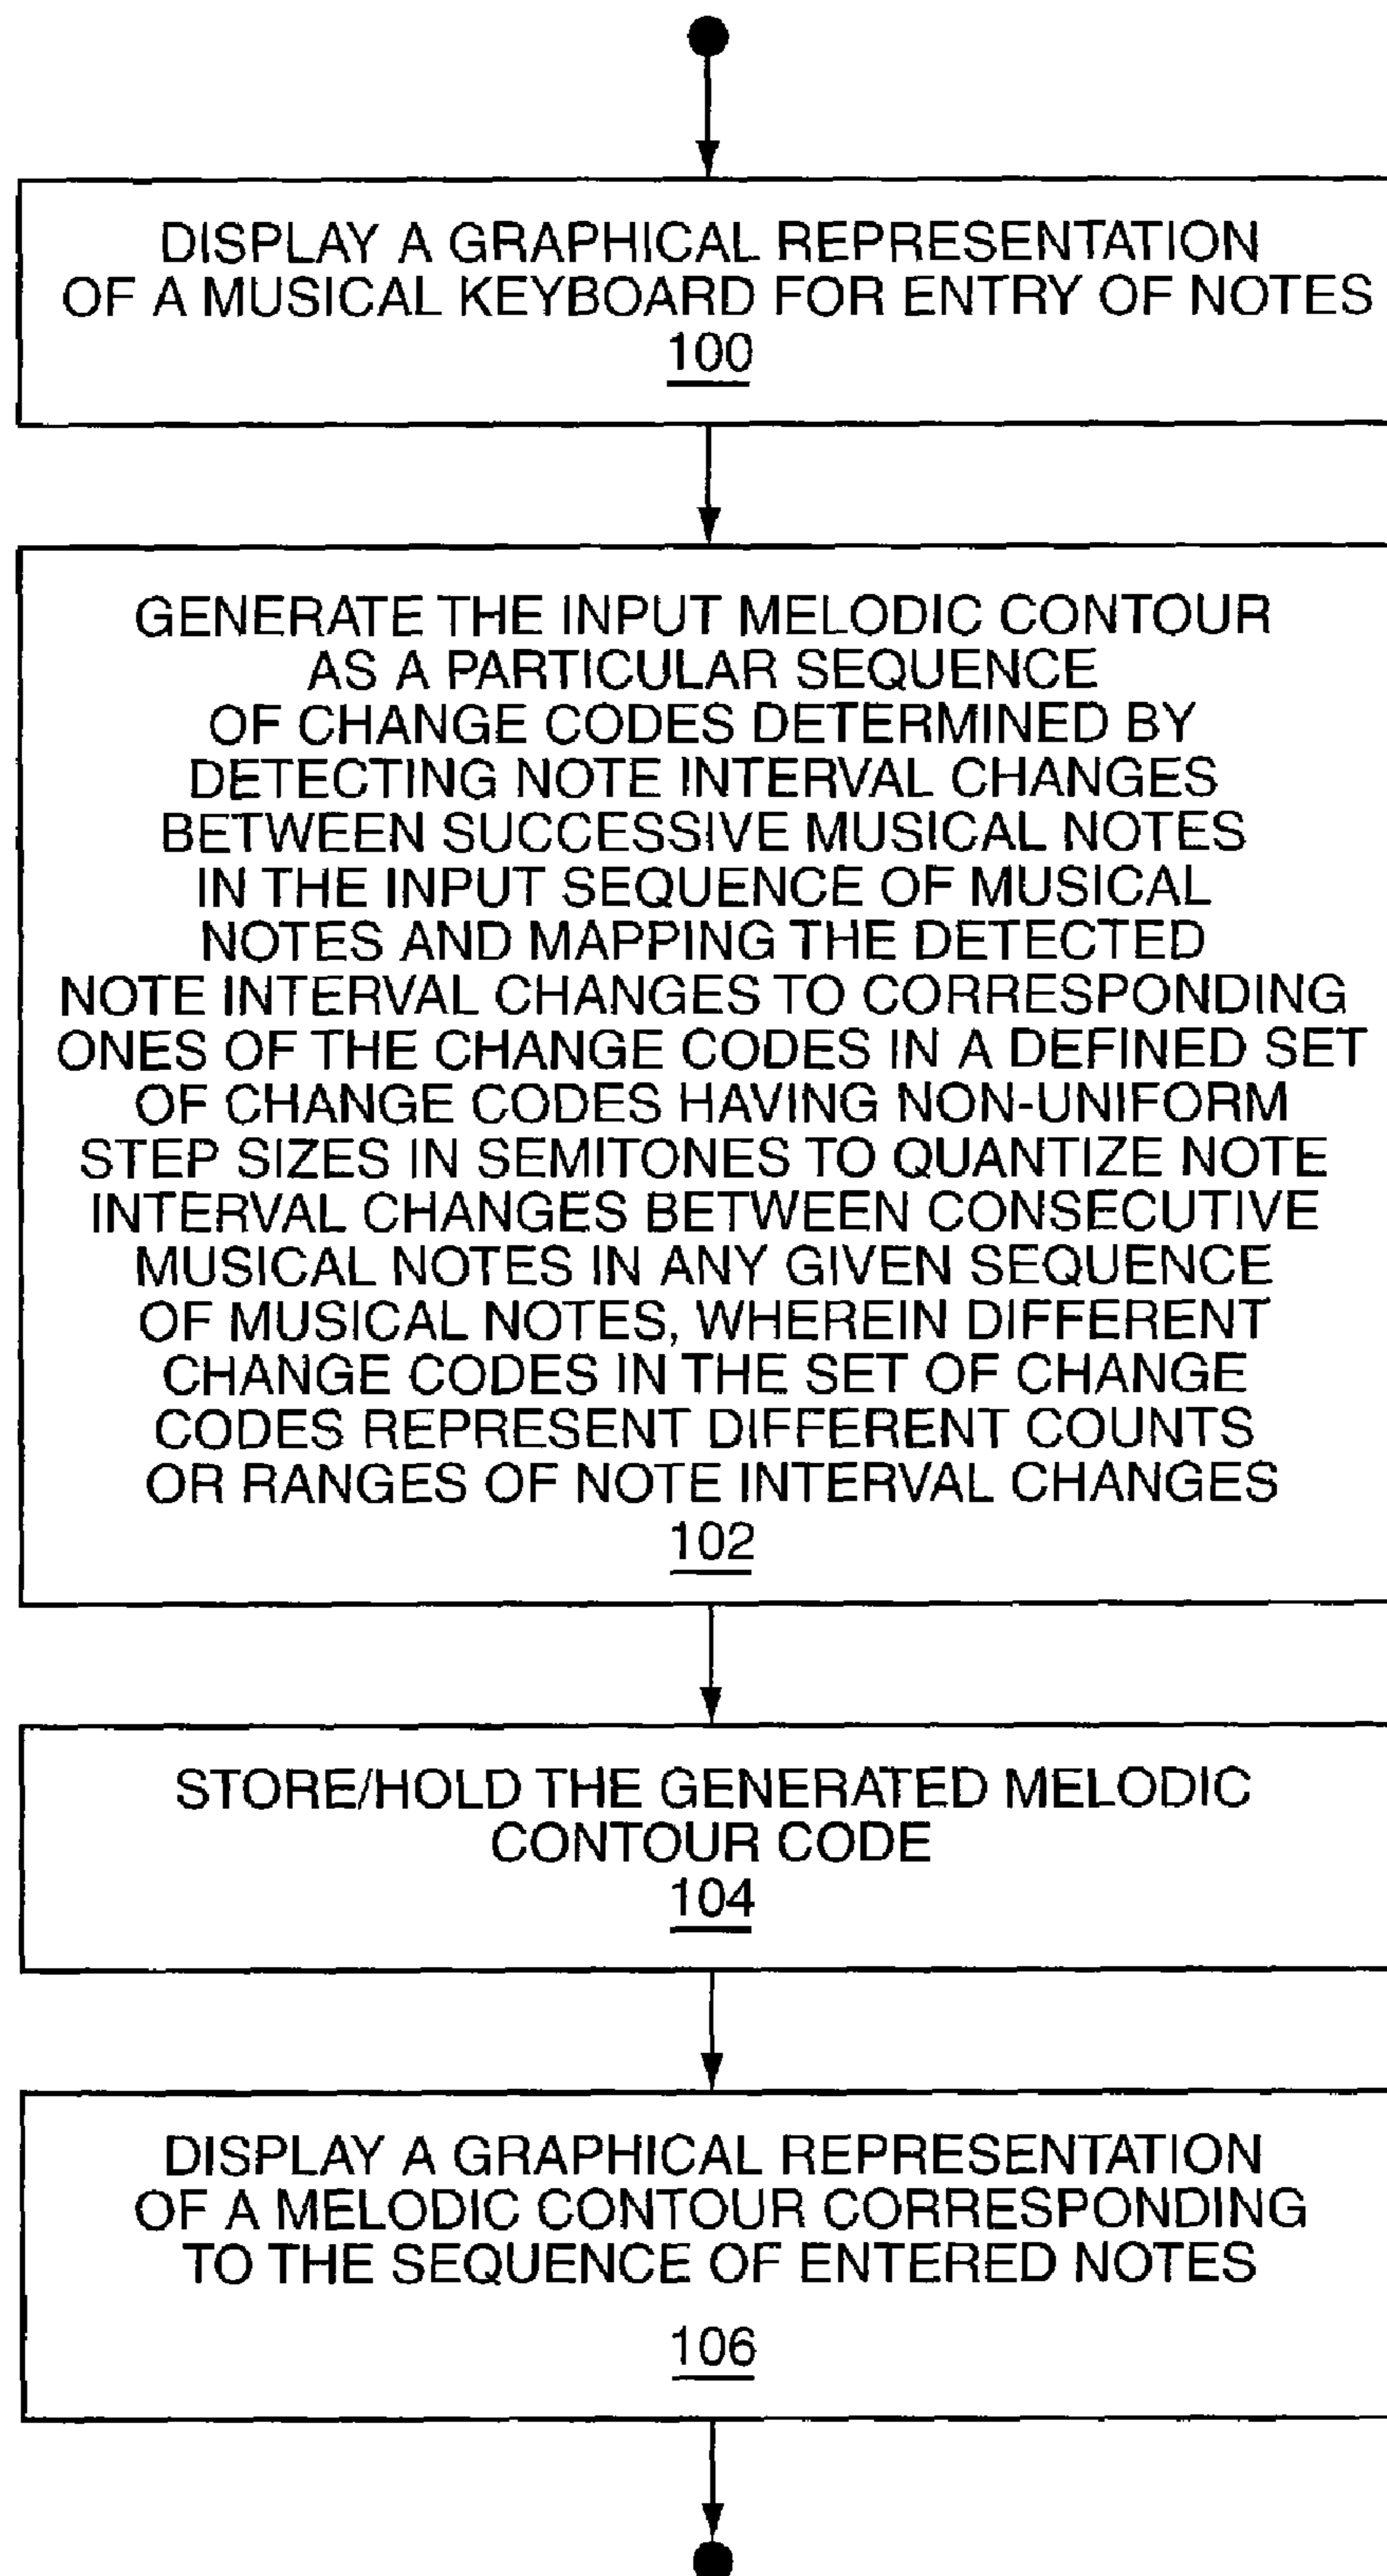 DISPLAY A GRAPHICAL REPRESENTATION
OF A MUSICAL KEYBOARD FOR ENTRY OF NOTES
100
GENERATE THE INPUT MELODIC CONTOUR
AS A PARTICULAR SEQUENCE
OF CHANGE CODES DETERMINED BY
DETECTING NOTE INTERVAL CHANGES
BETWEEN SUCCESSIVE MUSICAL NOTES
IN THE INPUT SEQUENCE OF MUSICAL
NOTES AND MAPPING THE DETECTED
NOTE INTERVAL CHANGES TO CORRESPONDING
ONES OF THE CHANGE CODES IN A DEFINED SET
OF CHANGE CODES HAVING NON-UNIFORM
STEP SIZES IN SEMITONES TO QUANTIZE NOTE
INTERVAL CHANGES BETWEEN CONSECUTIVE
MUSICAL NOTES IN ANY GIVEN SEQUENCE
OF MUSICAL NOTES, WHEREIN DIFFERENT
CHANGE CODES IN THE SET OF CHANGE
CODES REPRESENT DIFFERENT COUNTS
OR RANGES OF NOTE INTERVAL CHANGES
102
STORE/HOLD THE GENERATED MELODIC
CONTOUR CODE
104
DISPLAY A GRAPHICAL REPRESENTATION
OF A MELODIC CONTOUR CORRESPONDING
TO THE SEQUENCE OF ENTERED NOTES
106